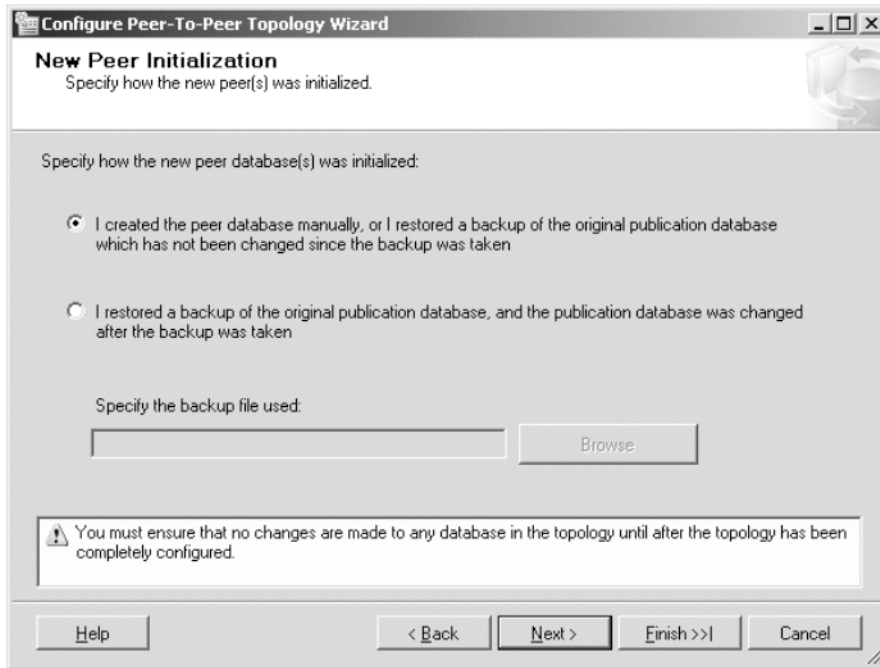 Configure Peer-To-Peer Topology Wizard
New Peer Initialization
Specify how the new peer(s) was initialized.
Specify how the new peer database(s) was initialized:
I created the peer database manually, or I restored a backup of the original publication database
which has not been changed since the backup was taken
I restored a backup of the original publication database, and the publication database was changed
after the backup was taken
Specify the backup file used:
Browse
You must ensure that no changes are made to any database in the topology until after the topology has been
completely configured.
Help
< Back
Next >
Finish >>|
Cancel